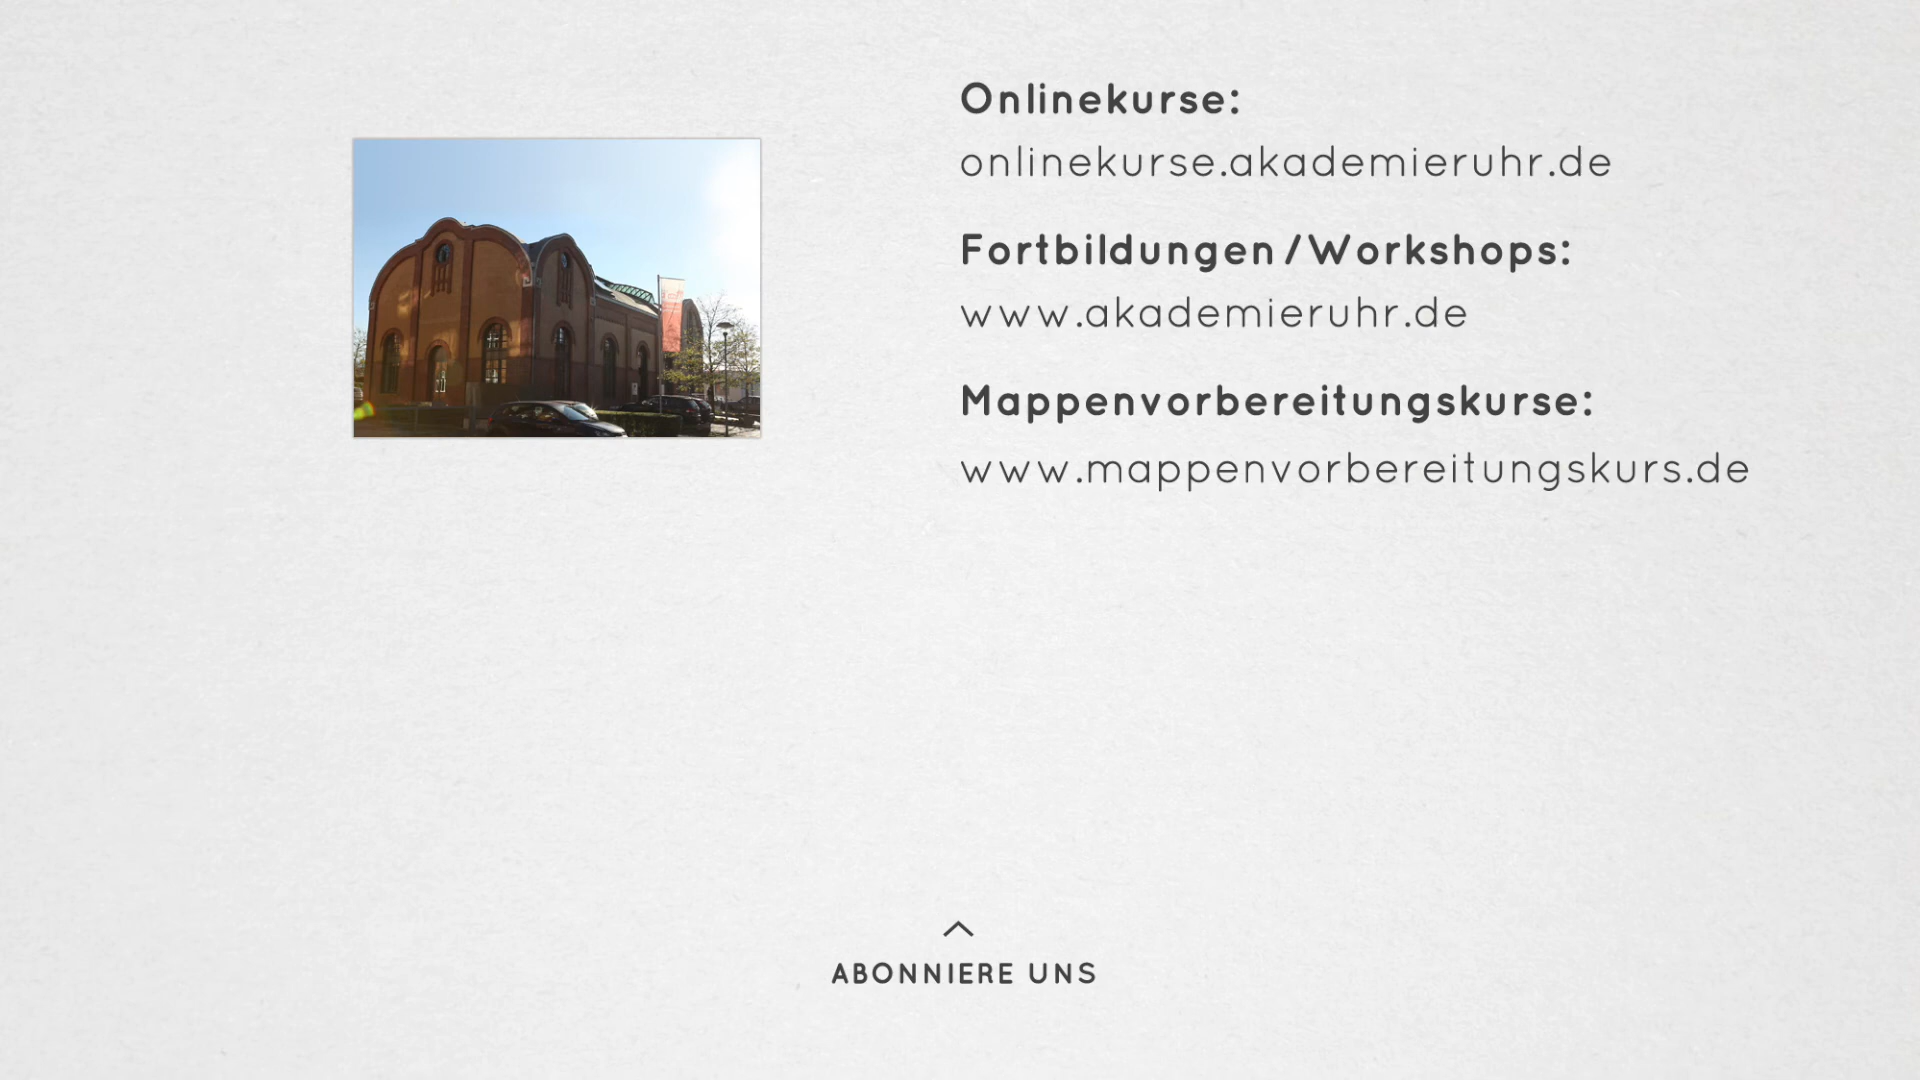 Onlinekurse:
onlinekurse.akademieruhr.de
Fortbildungen/Workshops:
www.akademieruhr.de
Mappenvorbereitungskurse:
www.mappenvorbereitungskurs.de
ABONNIERE UNS